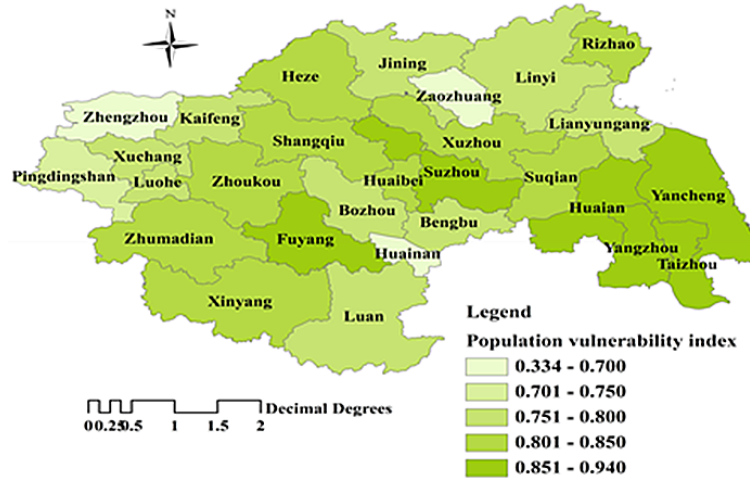 N
Rizhao
Jining
Heze
Linyi
Zaozhuang
Zhengzhou
Kaifeng
Lianyungang
Shangqiu
Xuzhou
Xuchang
Pingdingshan
Luohe
Zhoukou
Huaibei
Suzhou
Suqian
Yancheng
Bozhou
Huaian
Bengbu
Zhumadian
Fuyang
Huainan
Yangzhou
Taizhou
Xinyang
Luan
Legend
Population vulnerability index
0.334 - 0.700
0.701 - 0.750
0.751 - 0.800
0.801 - 0.850
0.851 - 0.940
Decimal Degrees
0 0.25 0.5 1 1.5 2